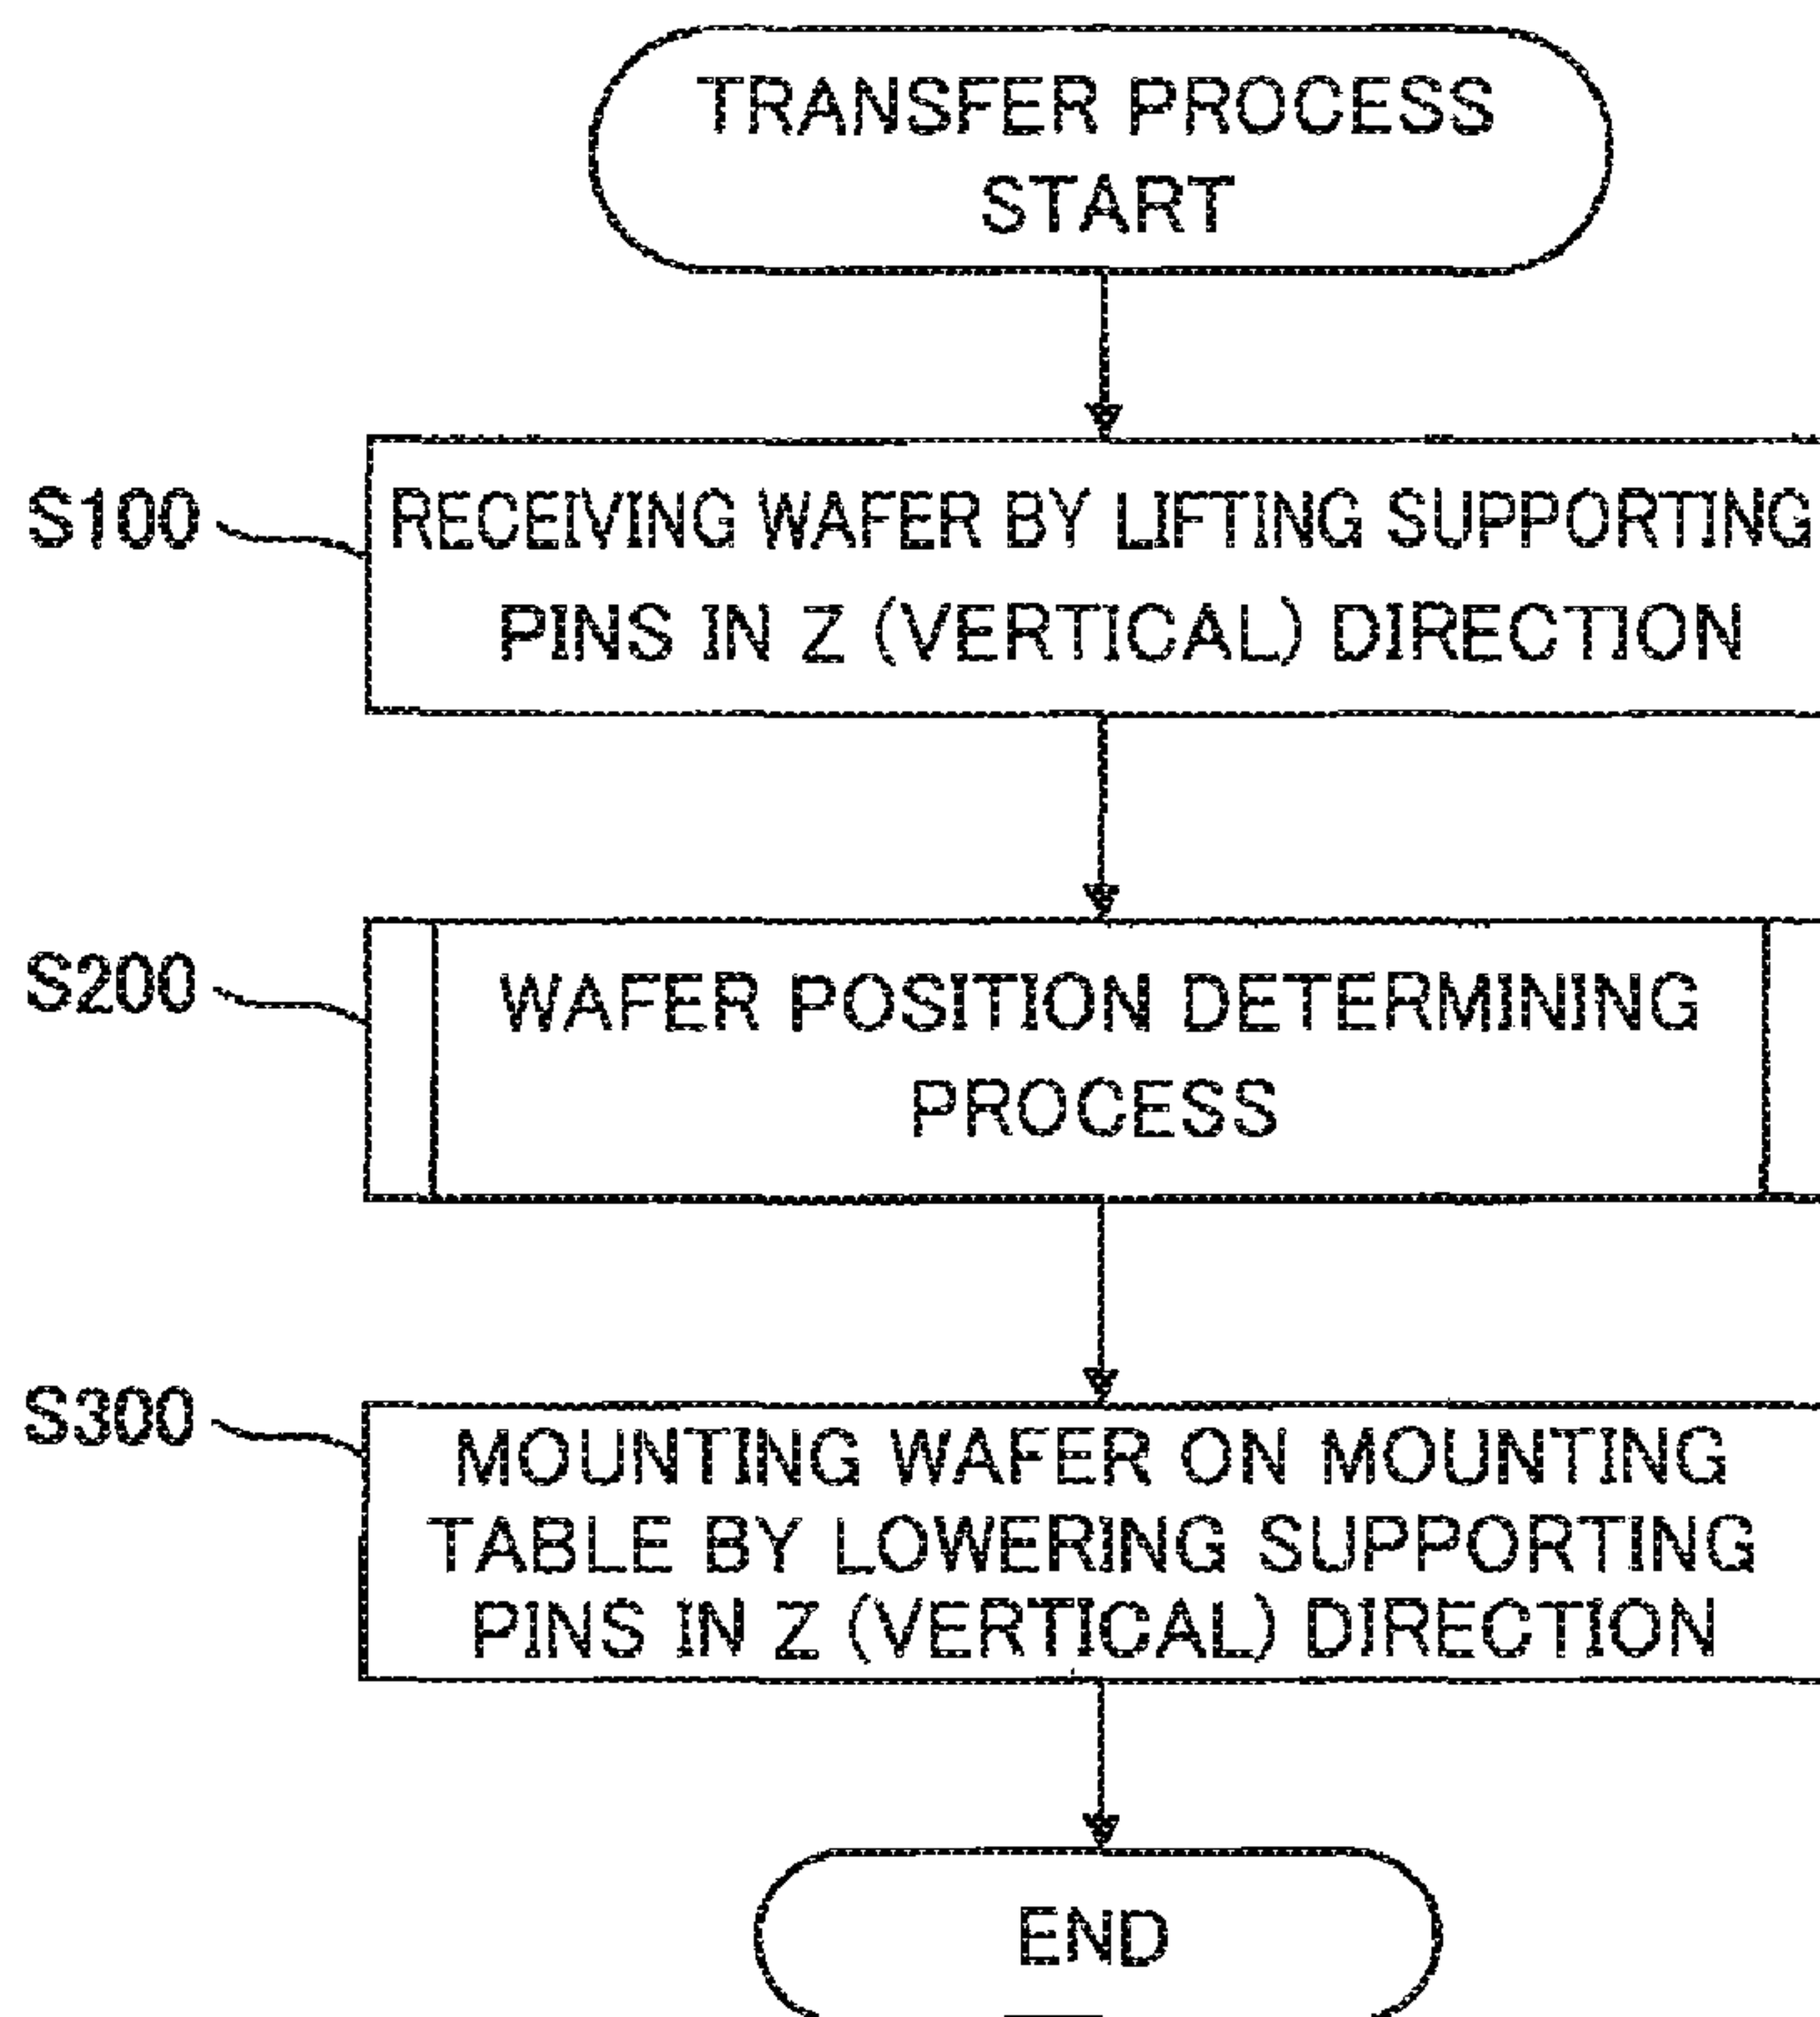 TRANSFER PROCESS
START
S100
RECEIVING WAFER BY LIFTING SUPPORTING
PINS IN Z (VERTICAL) DIRECTION
S200
WAFER POSITION DETERMINING
PROCESS
S300
MOUNTING WAFER ON MOUNTING
TABLE BY LOWERING SUPPORTING
PINS IN Z (VERTICAL) DIRECTION
END